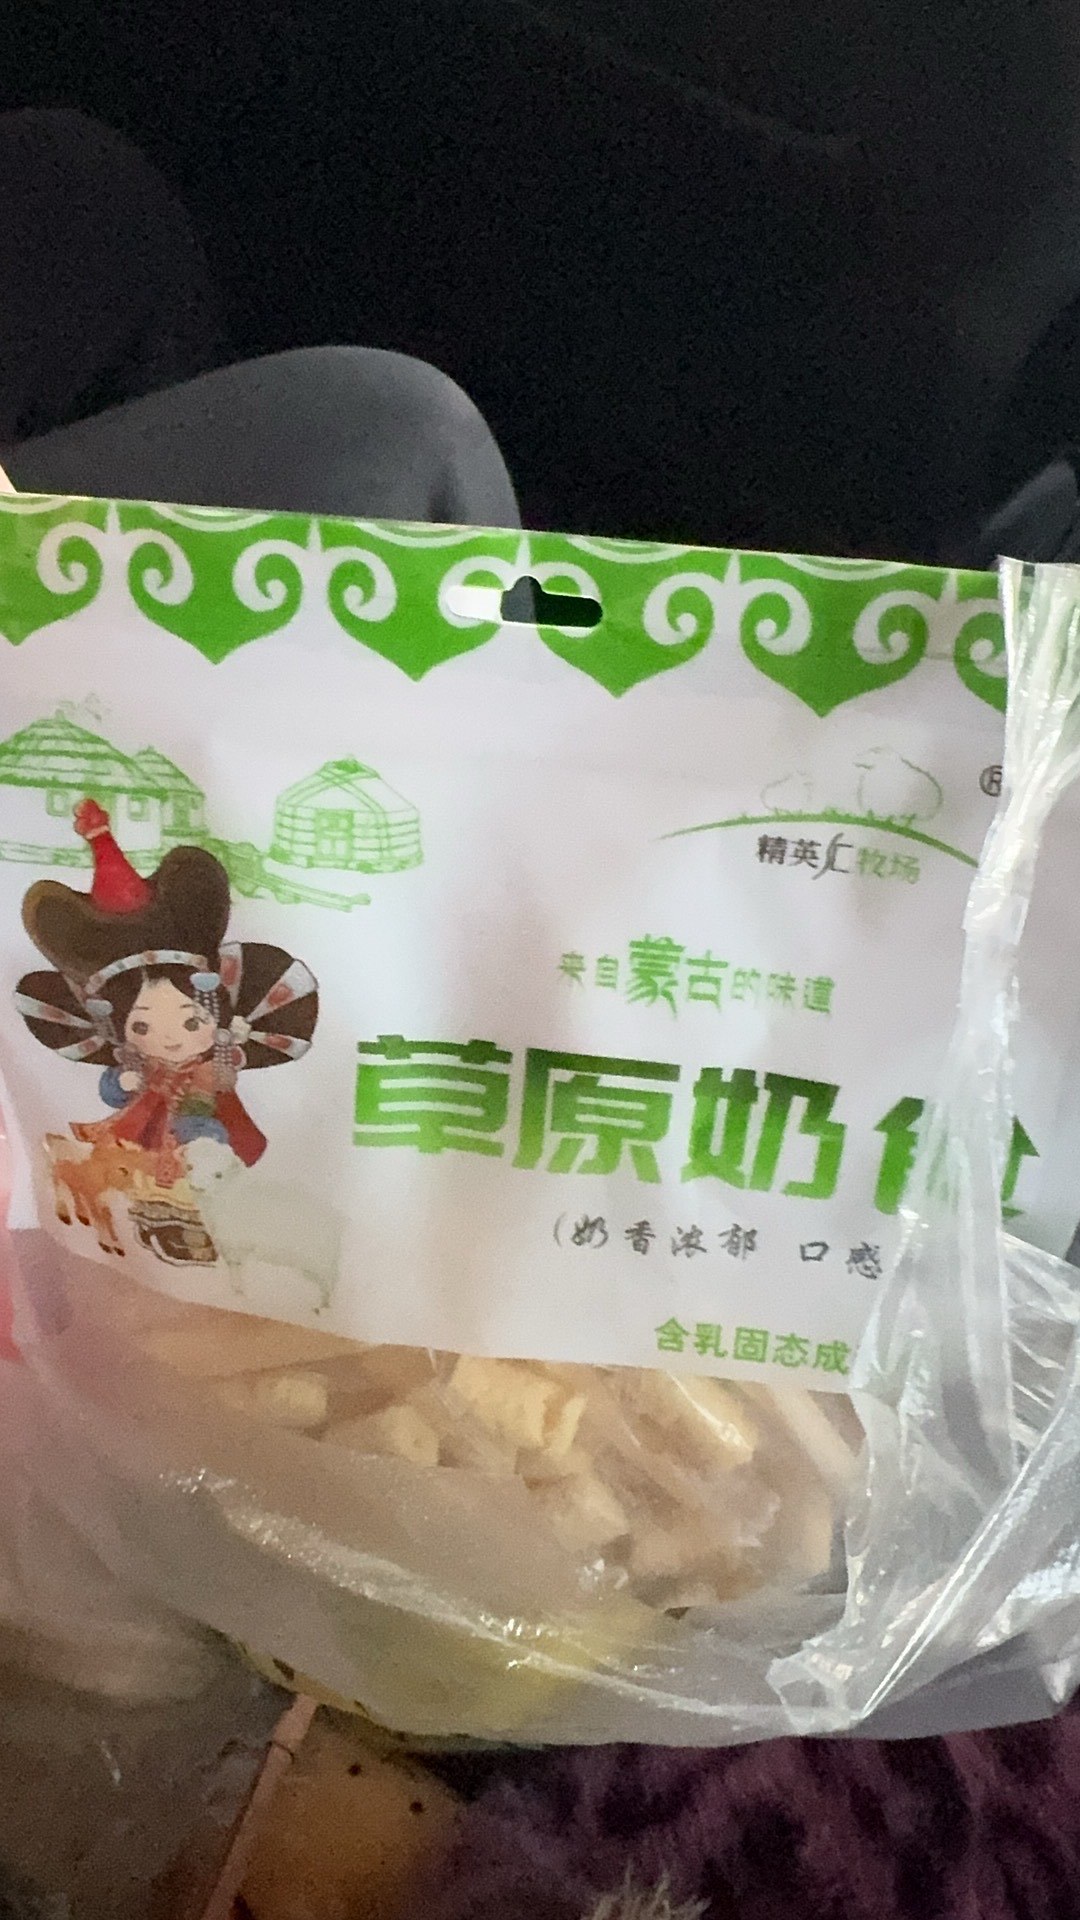 ®
精英汇牧场
来自蒙古的味道
草原奶
(奶香浓郁 口感
含乳固态成